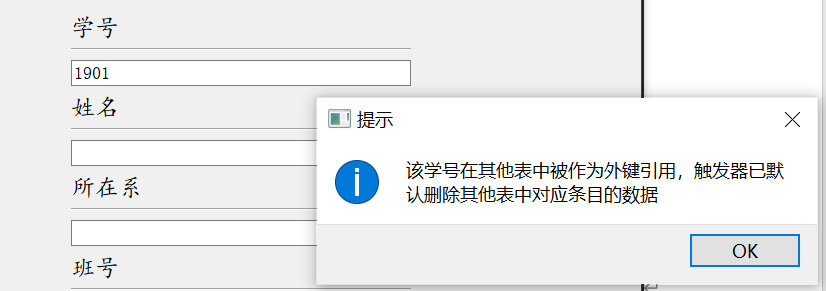 学号
1901
姓名
所在系
班号
提示
该学号在其他表中被作为外键引用，触发器已默
认删除其他表中对应条目的数据
OK